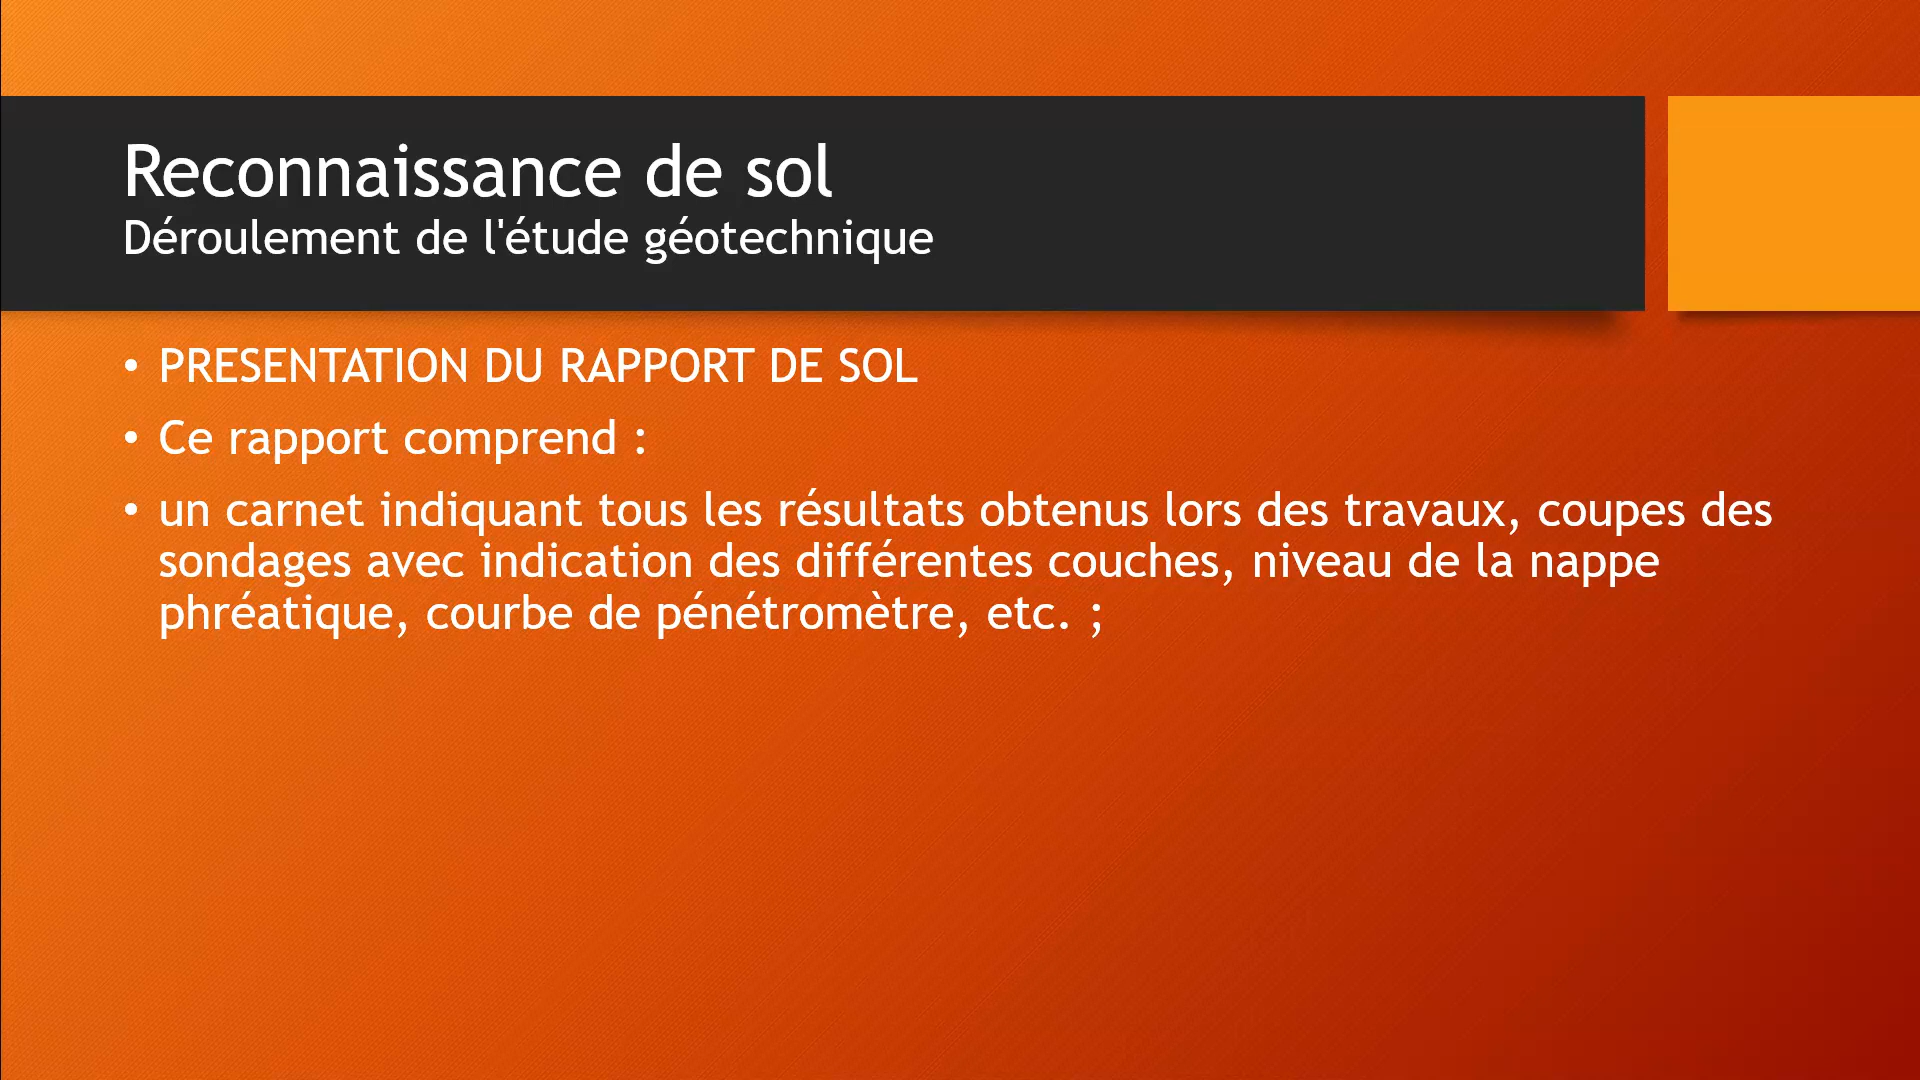 Reconnaissance de sol
Déroulement de l'étude géotechnique
• PRESENTATION DU RAPPORT DE SOL
• Ce rapport comprend :
• un carnet indiquant tous les résultats obtenus lors des travaux, coupes des
sondages avec indication des différentes couches, niveau de la nappe
phréatique, courbe de pénétromètre, etc. ;